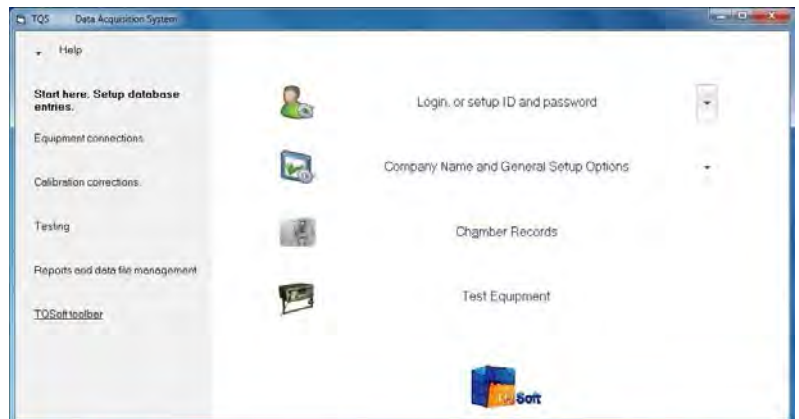 TQS Data Acquisition System
Help
Start here. Setup database
entries.
Equipment connections.
Calibration corrections.
Testing
Reports and data file management
TQSoft toolbar
Login, or setup ID and password
Company Name and General Setup Options
Chamber Records
Test Equipment
TQSoft